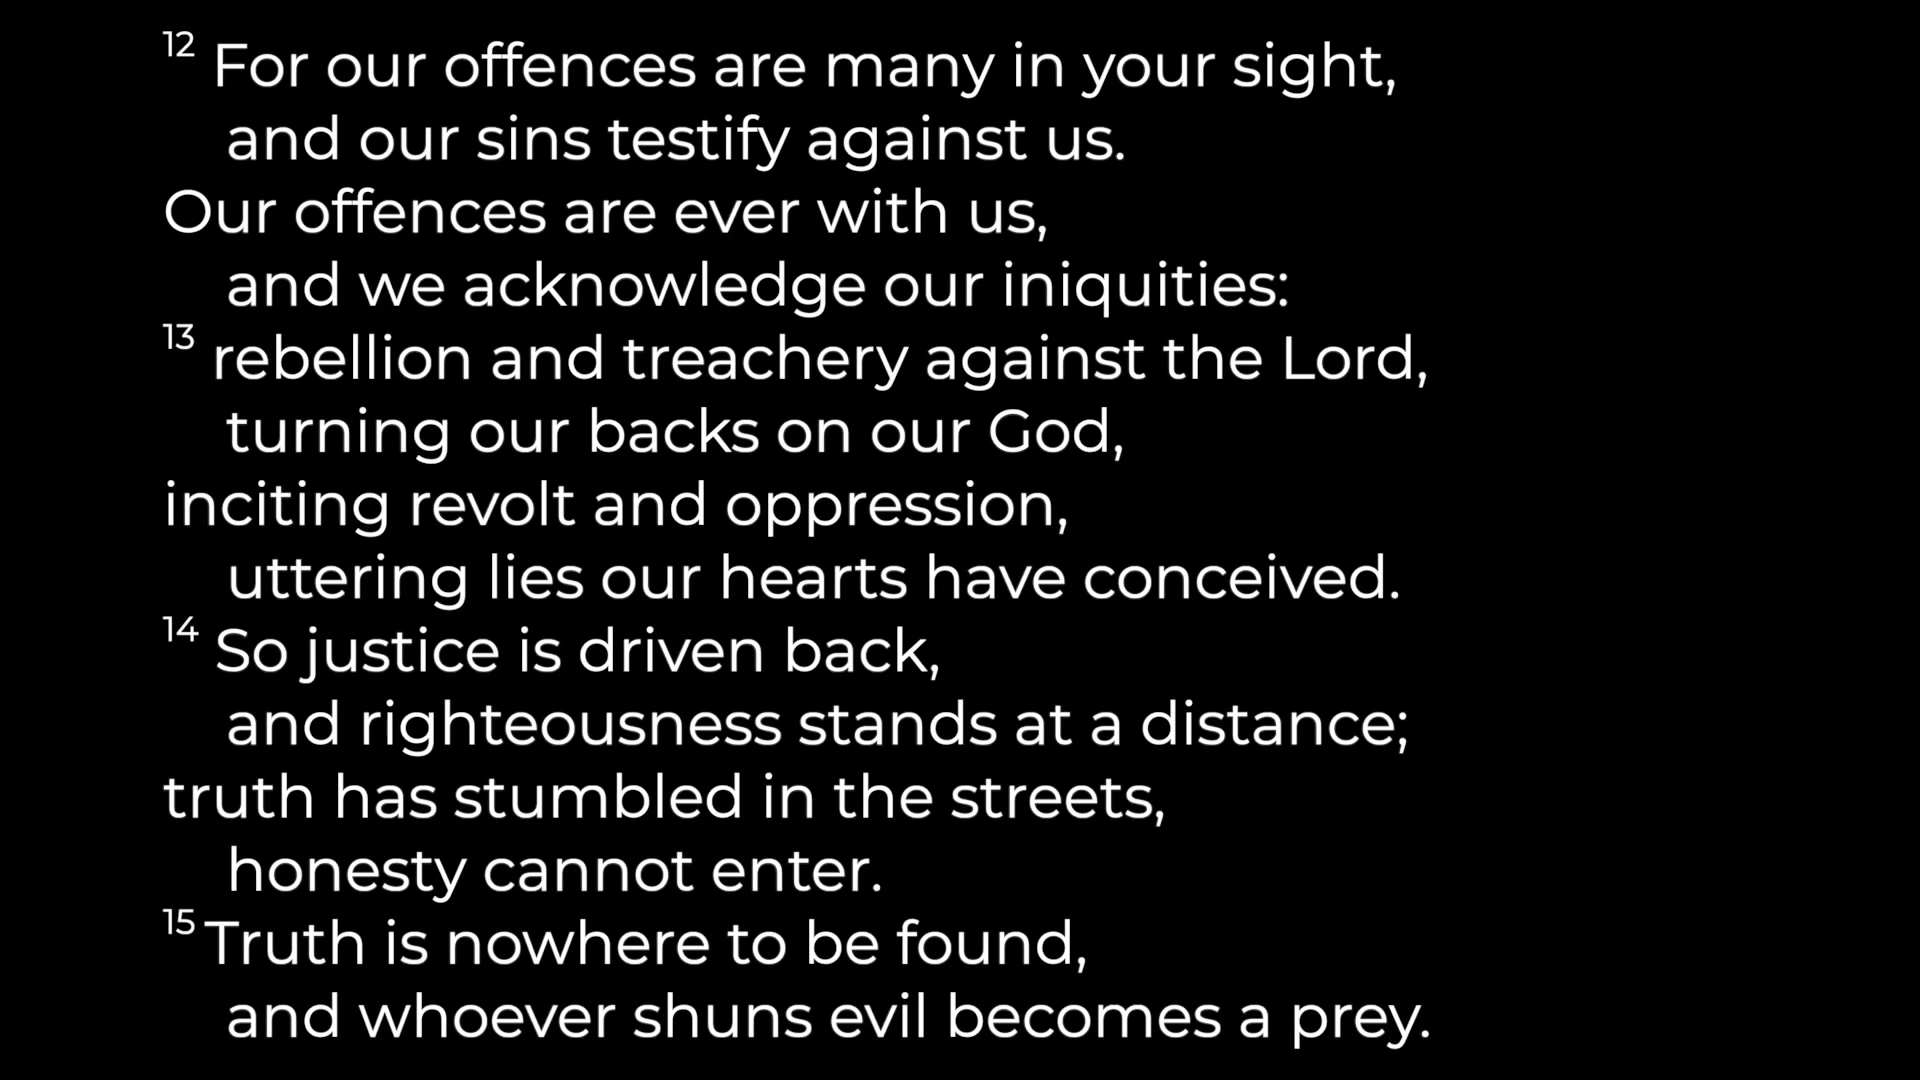 12 For our offences are many in your sight,
and our sins testify against us.
Our offences are ever with us,
and we acknowledge our iniquities:
13 rebellion and treachery against the Lord,
turning our backs on our God,
inciting revolt and oppression,
uttering lies our hearts have conceived.
14 So justice is driven back,
and righteousness stands at a distance;
truth has stumbled in the streets,
honesty cannot enter.
15 Truth is nowhere to be found,
and whoever shuns evil becomes a prey.